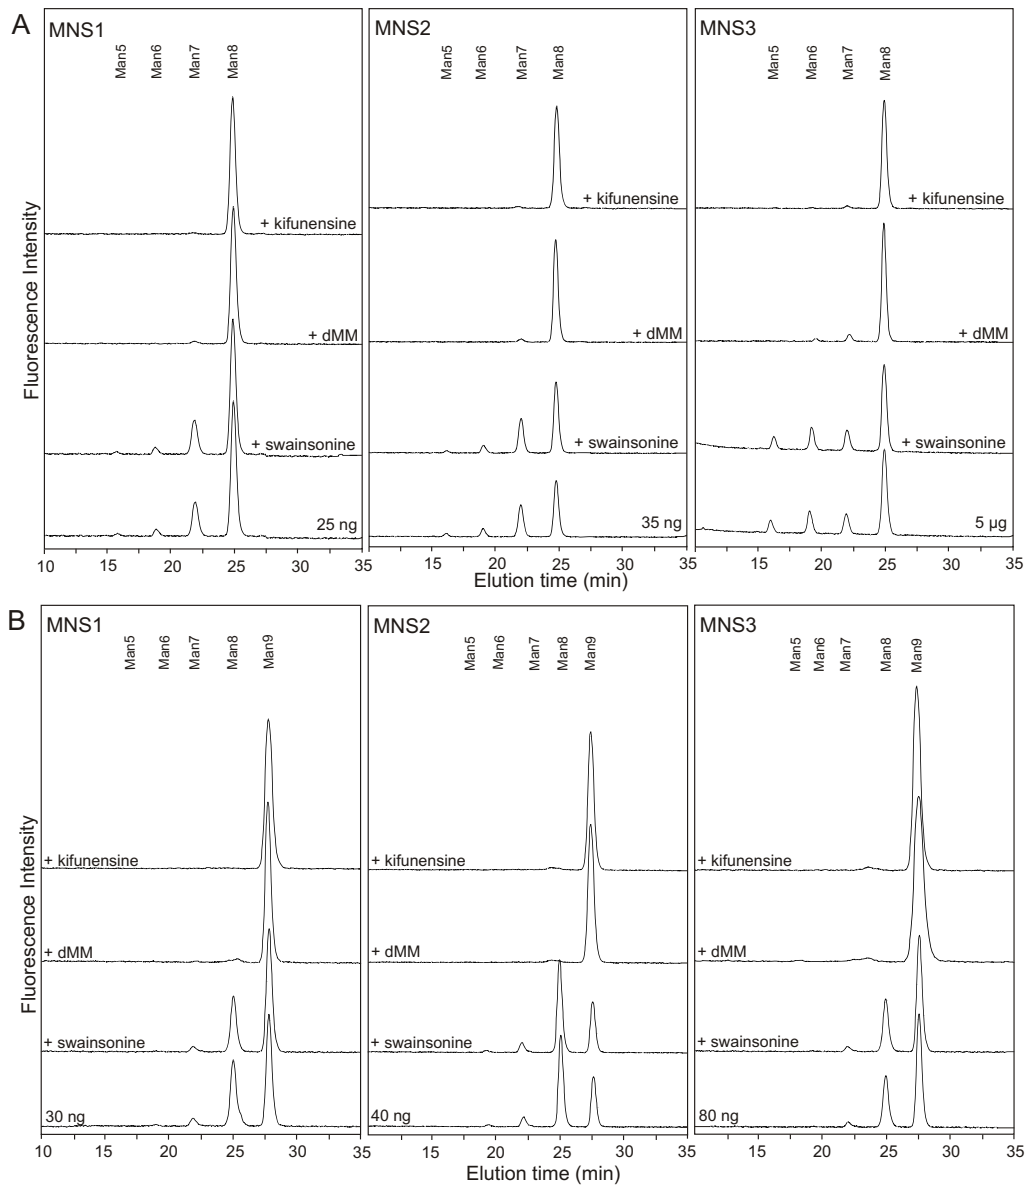 A
MNS1
MNS2
MNS3
Man5 Man6 Man7 Man8
Man5 Man6 Man7 Man8
Man5 Man6 Man7 Man8
Fluorescence Intensity
+ kifunensine
+ kifunensine
+ kifunensine
+ dMM
+ dMM
+ dMM
+ swainsonine
+ swainsonine
+ swainsonine
25 ng
35 ng
5 µg
10 15 20 25 30 35
15 20 25 30 35
15 20 25 30 35
Elution time (min)
B
MNS1
MNS2
MNS3
Man5 Man6 Man7 Man8 Man9
Man5 Man6 Man7 Man8 Man9
Man5 Man6 Man7 Man8 Man9
Fluorescence Intensity
+ kifunensine
+ kifunensine
+ kifunensine
+ dMM
+ dMM
+ dMM
+ swainsonine
+ swainsonine
+ swainsonine
30 ng
40 ng
80 ng
10 15 20 25 30 35
15 20 25 30 35
15 20 25 30 35
Elution time (min)